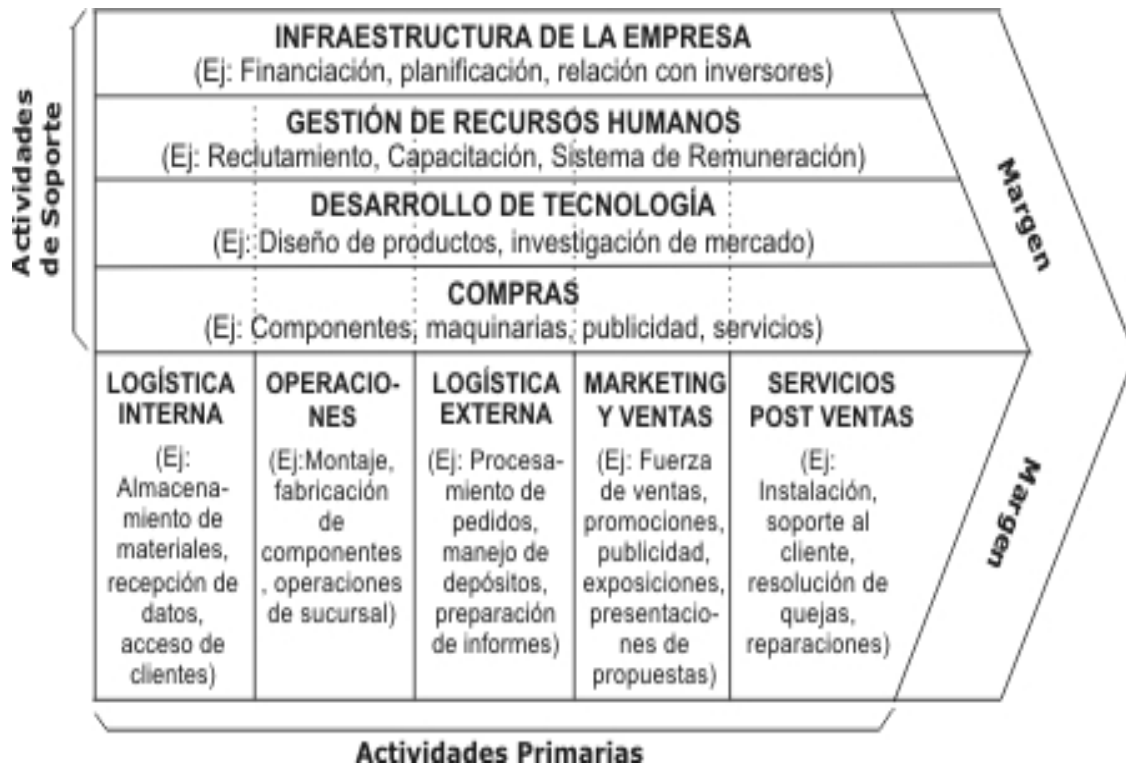 Actividades
de Soporte
INFRAESTRUCTURA DE LA EMPRESA
(Ej: Financiación, planificación, relación con inversores)
GESTIÓN DE RECURSOS HUMANOS
(Ej: Reclutamiento, Capacitación, Sistema de Remuneración)
DESARROLLO DE TECNOLOGÍA
(Ej: Diseño de productos, investigación de mercado)
COMPRAS
(Ej: Componentes, maquinarias, publicidad, servicios)
Margen
LOGÍSTICA
INTERNA
(Ej:
Almacena-
miento de
materiales,
recepción de
datos,
acceso de
clientes)
OPERACIO-
NES
(Ej:Montaje,
fabricación
de
componentes
, operaciones
de sucursal)
LOGÍSTICA
EXTERNA
(Ej: Procesa-
miento de
pedidos,
manejo de
depósitos,
preparación
de informes)
MARKETING
Y VENTAS
(Ej: Fuerza
de ventas,
promociones,
publicidad,
exposiciones,
presentacio-
nes de
propuestas)
SERVICIOS
POST VENTAS
(Ej:
Instalación,
soporte al
cliente,
resolución de
quejas,
reparaciones)
Margen
Actividades Primarias